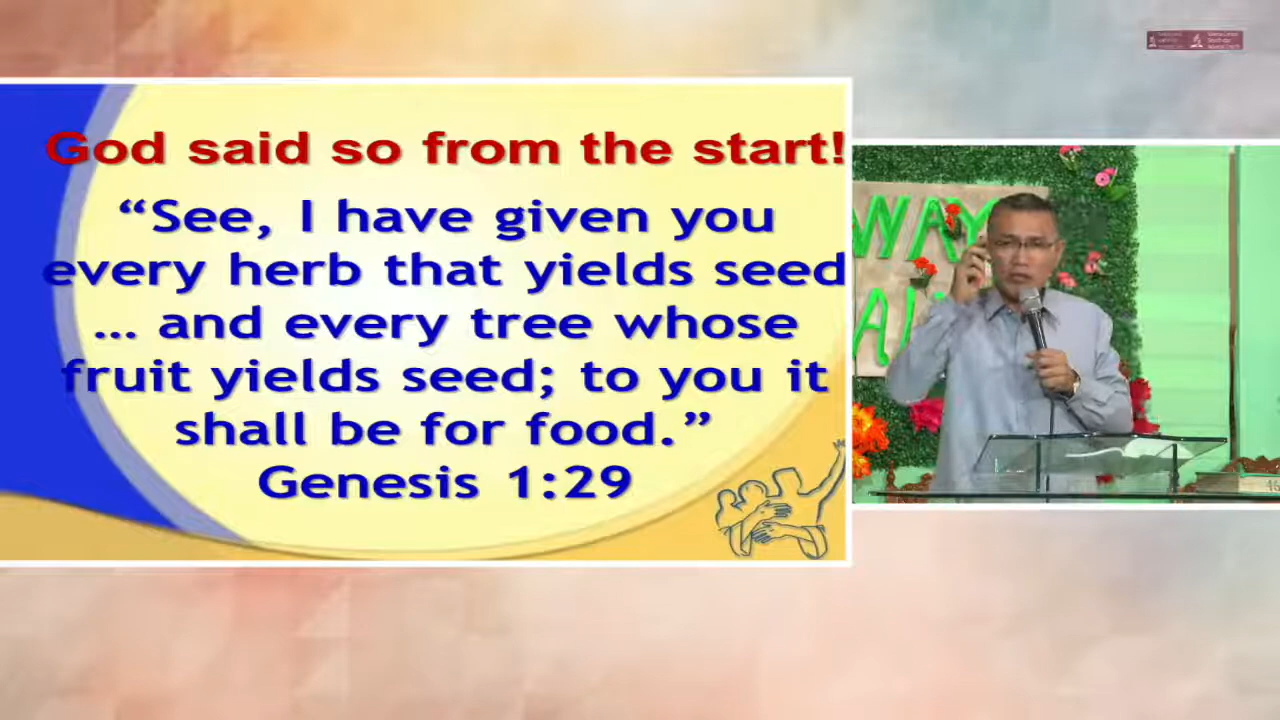 God said so from the start!
“See, I have given you
every herb that yields seed
... and every tree whose
fruit yields seed; to you it
shall be for food.”
Genesis 1:29
WAY